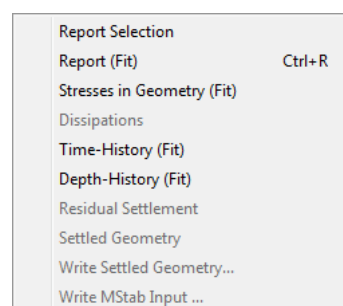 Report Selection
Report (Fit) Ctrl+R
Stresses in Geometry (Fit)
Dissipations
Time-History (Fit)
Depth-History (Fit)
Residual Settlement
Settled Geometry
Write Settled Geometry...
Write MStab Input ...